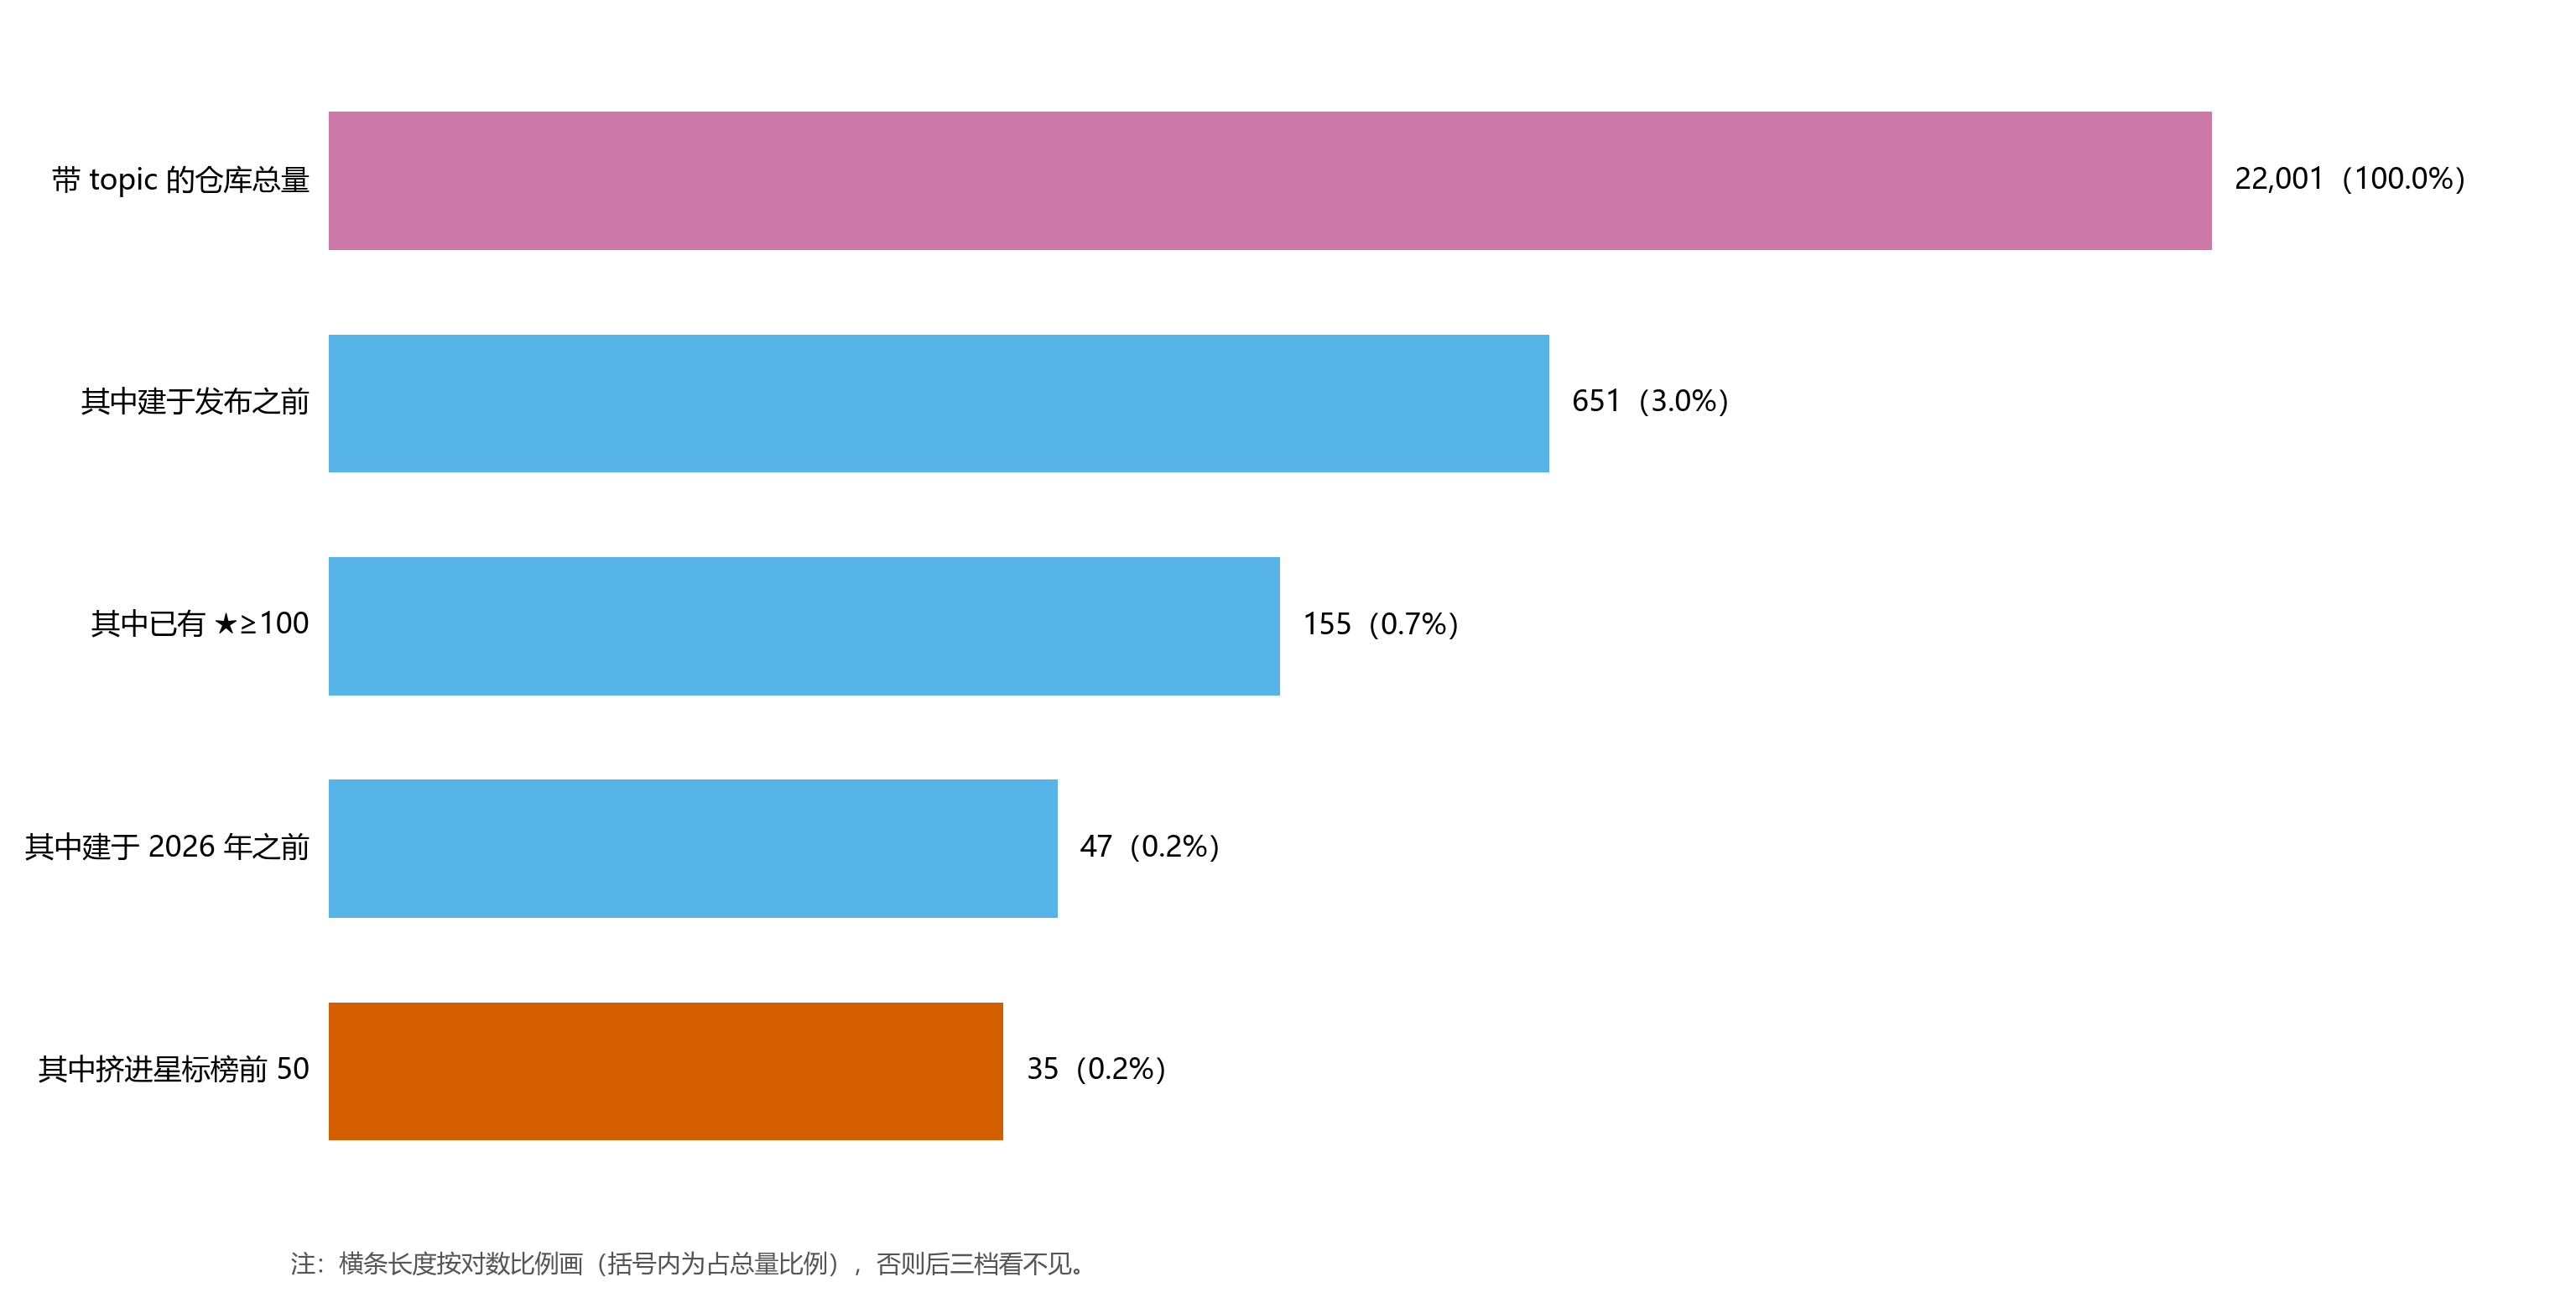 带 topic 的仓库总量 22,001（100.0%）
其中建于发布之前 651（3.0%）
其中已有 ★≥100 155（0.7%）
其中建于 2026 年之前 47（0.2%）
其中挤进星标榜前 50 35（0.2%）
注：横条长度按对数比例画（括号内为占总量比例），否则后三档看不见。